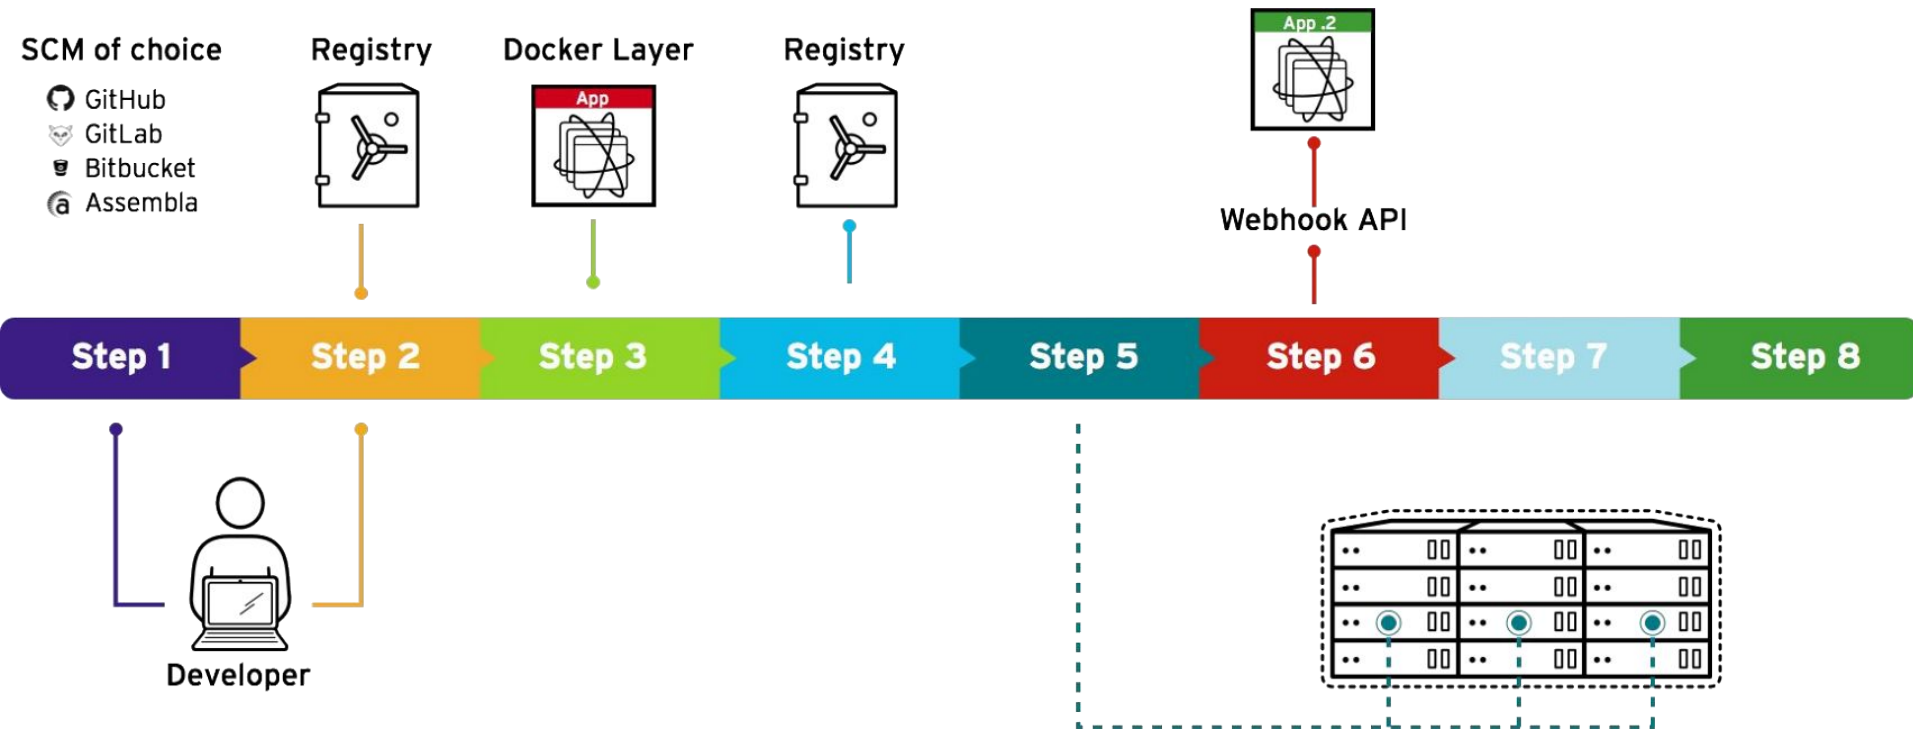 SCM of choice
GitHub
GitLab
Bitbucket
a Assembla
Registry
Docker Layer
App
Registry
App .2
Webhook API
Step 1
Step 2
Step 3
Step 4
Step 5
Step 6
Step 7
Step 8
Developer